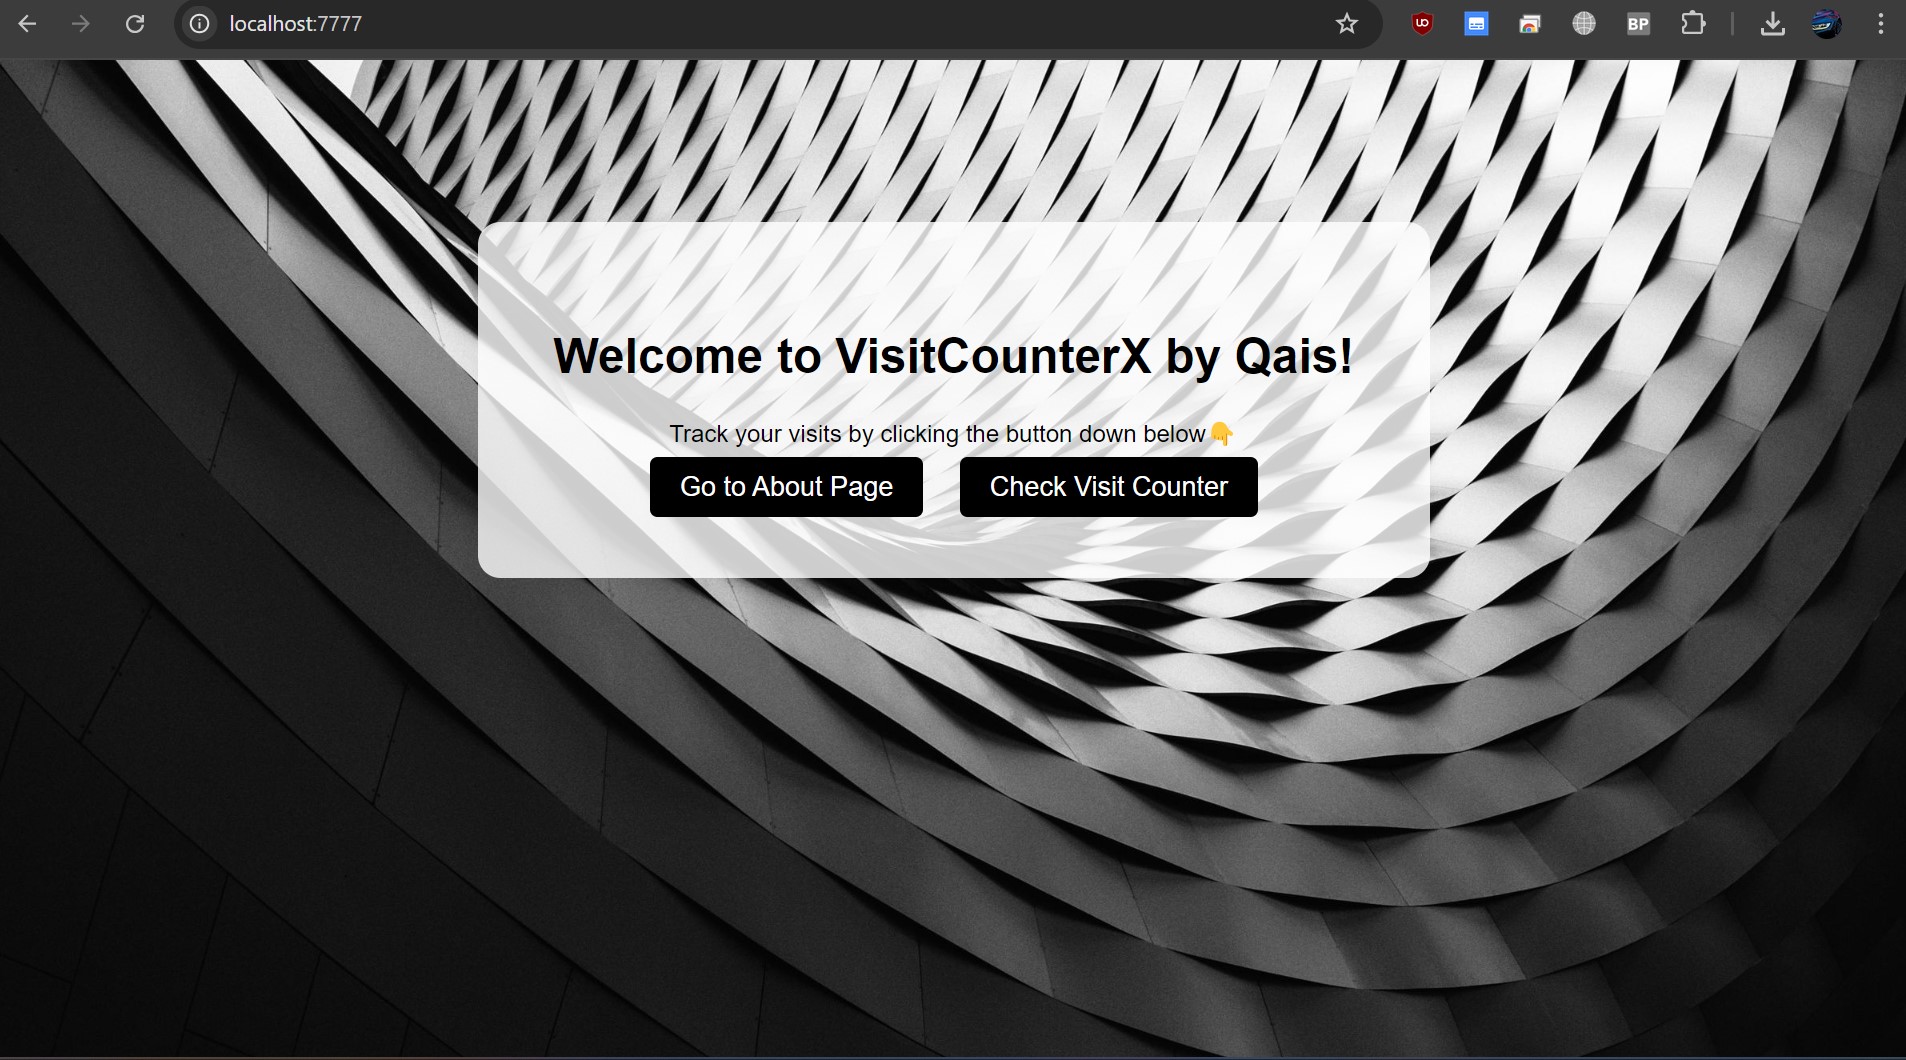 localhost:7777
UO
BP
Welcome to VisitCounterX by Qais!
Track your visits by clicking the button down below👇
Go to About Page
Check Visit Counter